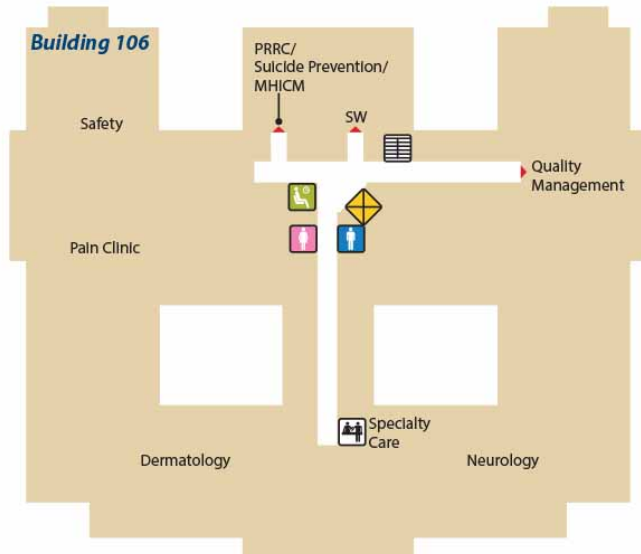 Building 106
PRRC/
Suicide Prevention/
MHICM
Safety
SW
Quality
Management
Pain Clinic
Specialty
Care
Dermatology
Neurology